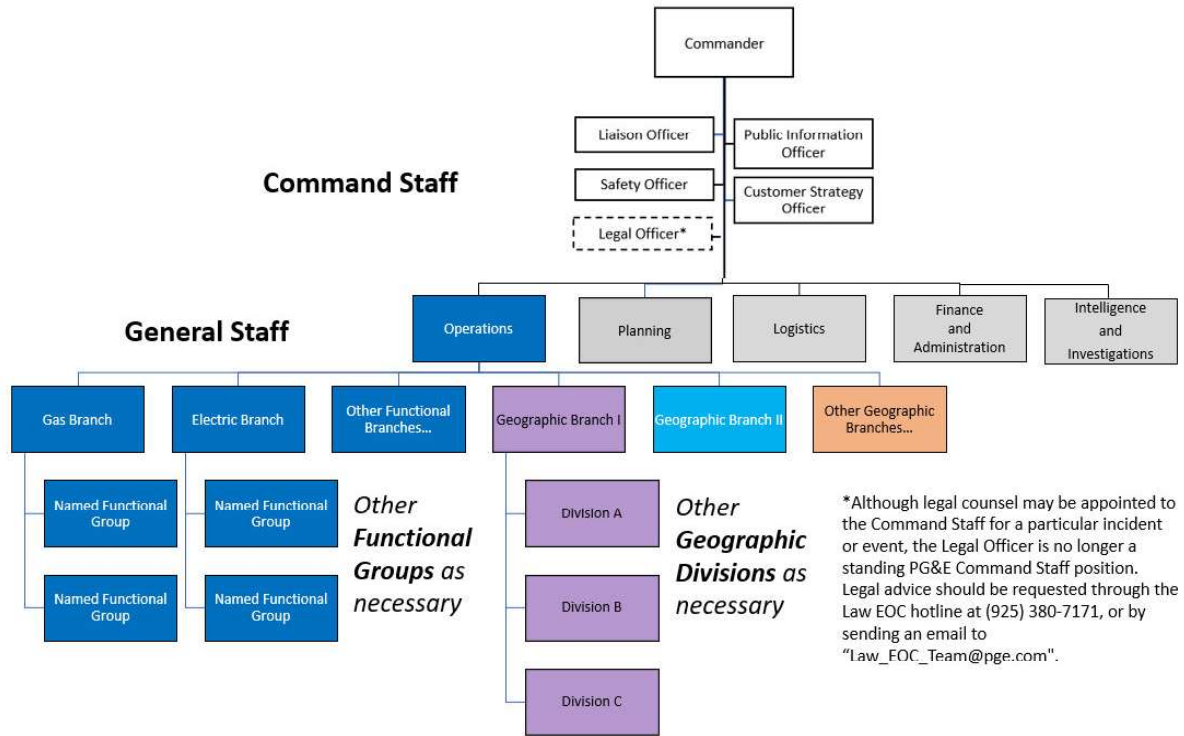 Commander
Liaison Officer
Public Information
Officer
Command Staff
Safety Officer
Customer Strategy
Officer
Legal Officer*
General Staff
Operations
Planning
Logistics
Finance
and
Administration
Intelligence
and
Investigations
Gas Branch
Electric Branch
Other Functional
Branches...
Geographic Branch I
Geographic Branch II
Other Geographic
Branches...
Named Functional
Group
Named Functional
Group
Named Functional
Group
Named Functional
Group
Other
Functional
Groups as
necessary
Division A
Division B
Division C
Other
Geographic
Divisions as
necessary
*Although legal counsel may be appointed to
the Command Staff for a particular incident
or event, the Legal Officer is no longer a
standing PG&E Command Staff position.
Legal advice should be requested through the
Law EOC hotline at (925) 380-7171, or by
sending an email to
“Law_EOC_Team@pge.com".